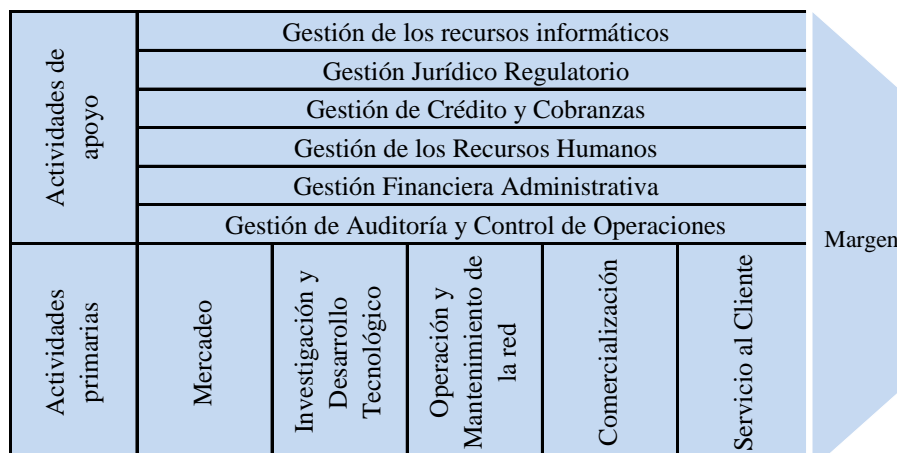 Actividades de
apoyo
Gestión de los recursos informáticos
Gestión Jurídico Regulatorio
Gestión de Crédito y Cobranzas
Gestión de los Recursos Humanos
Gestión Financiera Administrativa
Gestión de Auditoría y Control de Operaciones
Actividades
primarias
Mercadeo
Investigación y
Desarrollo
Tecnológico
Operación y
Mantenimiento de
la red
Comercialización
Servicio al Cliente
Margen